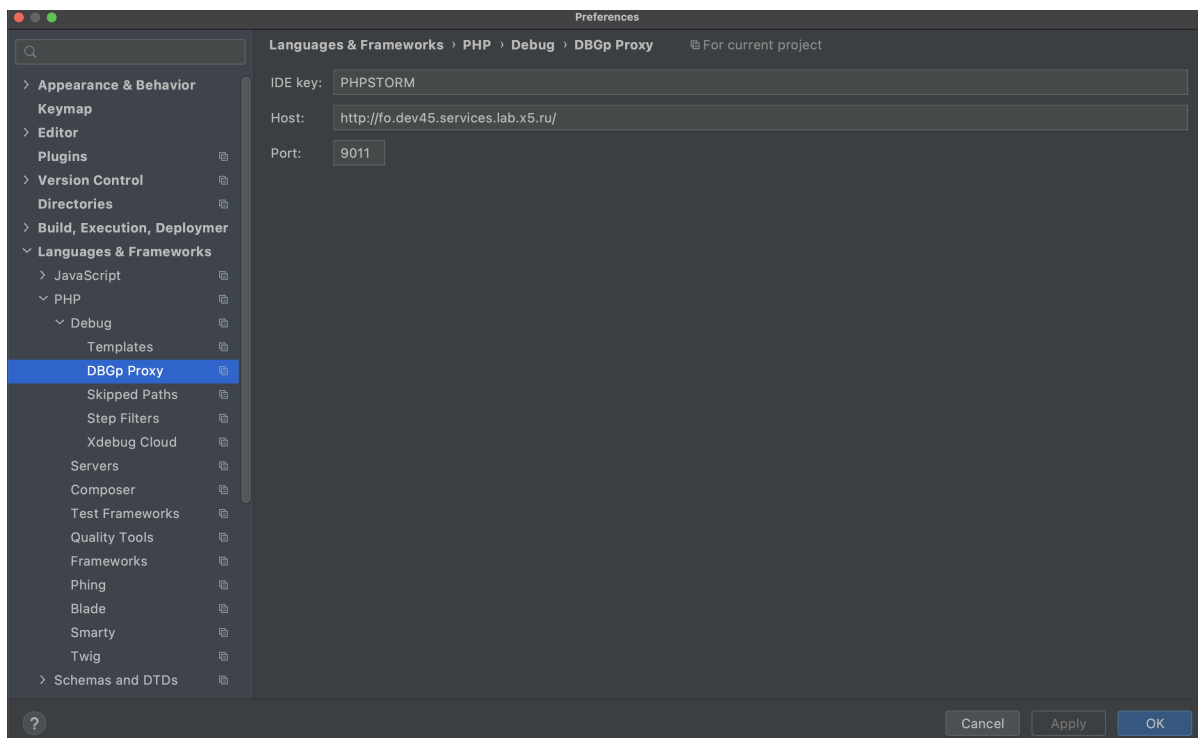 Preferences
Languages & Frameworks › PHP › Debug › DBGp Proxy For current project
Appearance & Behavior
Keymap
Editor
Plugins
Version Control
Directories
Build, Execution, Deploymer
Languages & Frameworks
JavaScript
PHP
Debug
Templates
DBGp Proxy
Skipped Paths
Step Filters
Xdebug Cloud
Servers
Composer
Test Frameworks
Quality Tools
Frameworks
Phing
Blade
Smarty
Twig
Schemas and DTDs
IDE key: PHPSTORM
Host: http://fo.dev45.services.lab.x5.ru/
Port: 9011
?
Cancel Apply OK